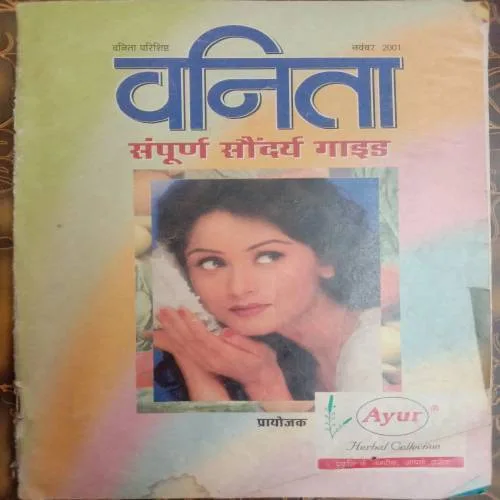 वनिता परिशिष्ट
नवंबर 2001
वनिता
संपूर्ण सौंदर्य गाइड
प्रायोजक
Ayur ®
Herbal Collection